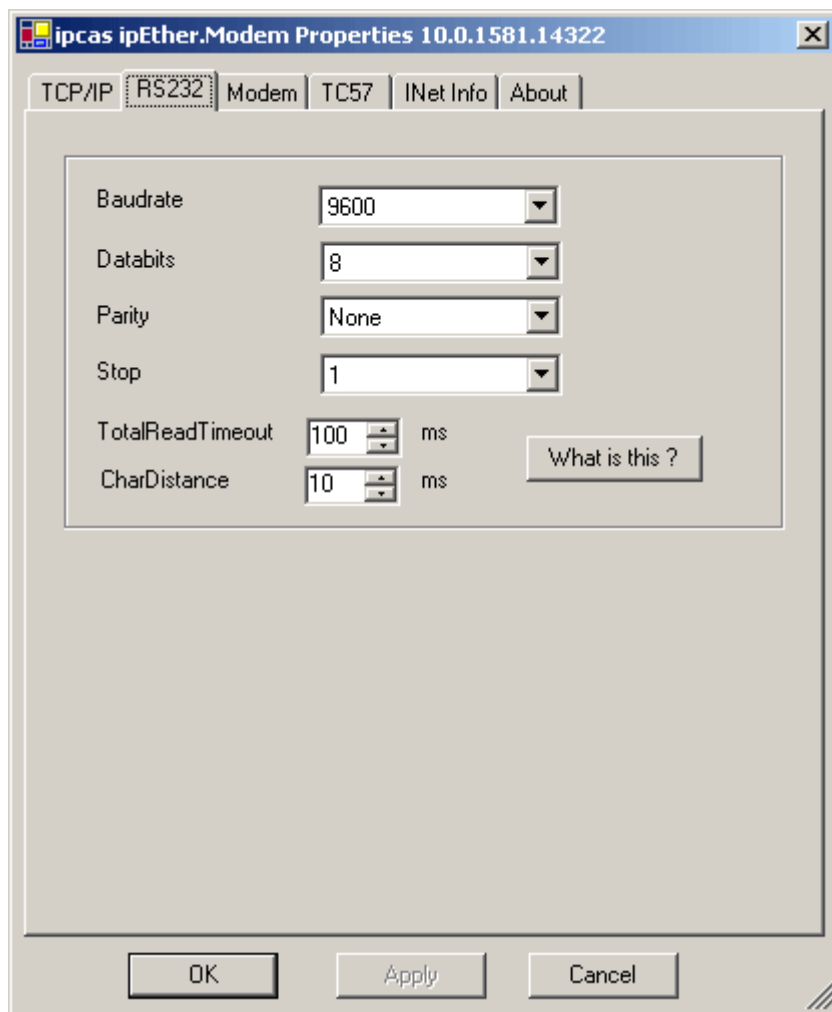 ipcas ipEther.Modem Properties 10.0.1581.14322
TCP/IP RS232 Modem TC57 INet Info About
Baudrate 9600
Databits 8
Parity None
Stop 1
TotalReadTimeout 100 ms
What is this ?
CharDistance 10 ms
OK Apply Cancel